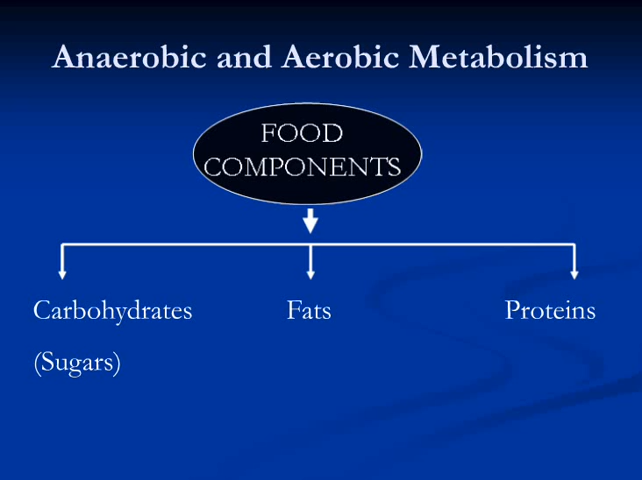 Anaerobic and Aerobic Metabolism
FOOD
COMPONENTS
Carbohydrates
Fats
Proteins
(Sugars)